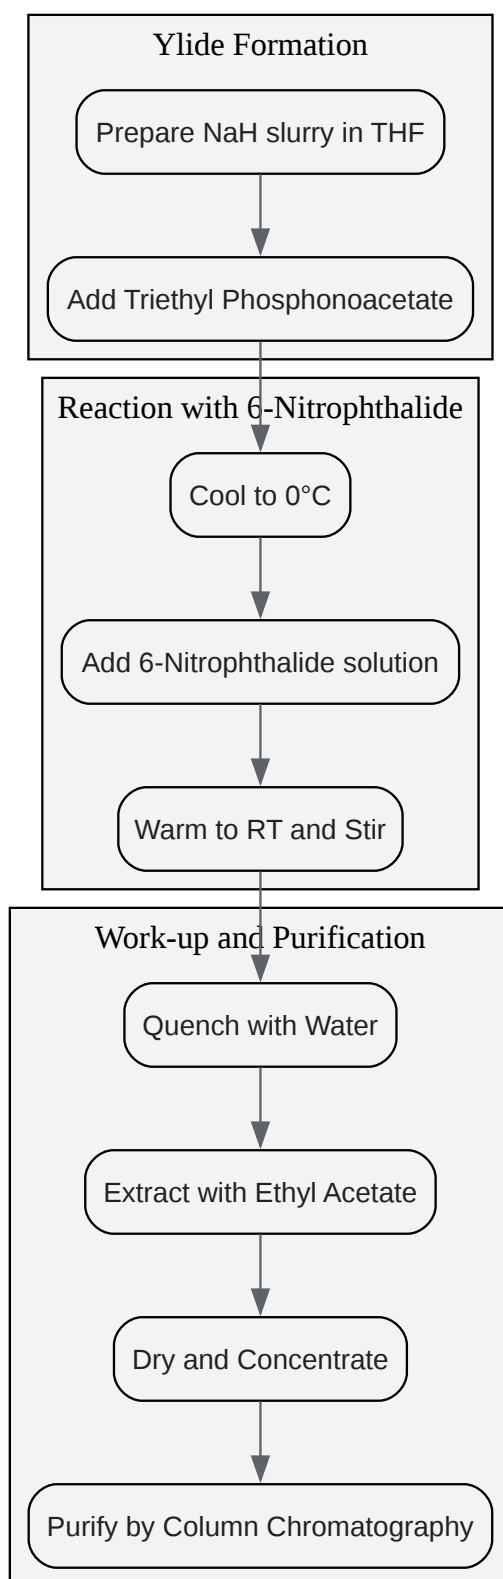 Ylide Formation
Prepare NaH slurry in THF
Add Triethyl Phosphonoacetate
Reaction with 6-Nitrophthalide
Cool to 0°C
Add 6-Nitrophthalide solution
Warm to RT and Stir
Work-up and Purification
Quench with Water
Extract with Ethyl Acetate
Dry and Concentrate
Purify by Column Chromatography